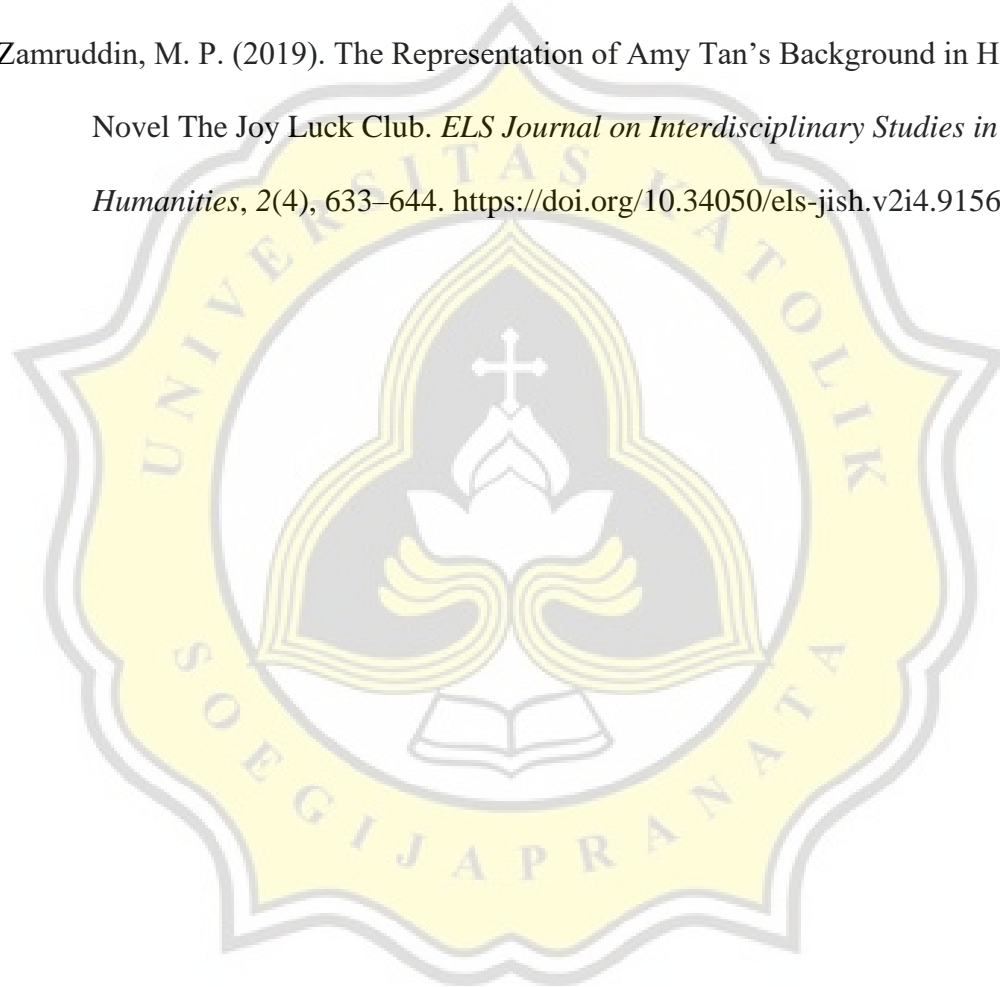 Zamruddin, M. P. (2019). The Representation of Amy Tan’s Background in H
Novel The Joy Luck Club. ELS Journal on Interdisciplinary Studies in
Humanities, 2(4), 633–644. https://doi.org/10.34050/els-jish.v2i4.9156
UNIVERSITAS KATOLIK
SOEGIJAPRANATA